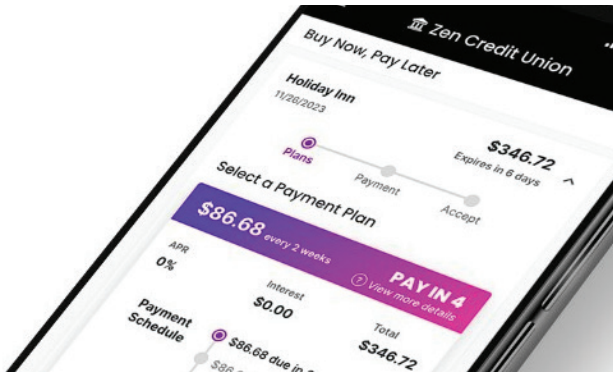 Zen Credit Union
Buy Now, Pay Later
Holiday Inn
11/26/2023
$346.72
Expires in 6 days
Plans
Payment
Accept
Select a Payment Plan
$86.68 every 2 weeks
PAY IN 4
View more details
APR
0%
Interest
$0.00
Total
$346.72
Payment
Schedule
$86.68 due in